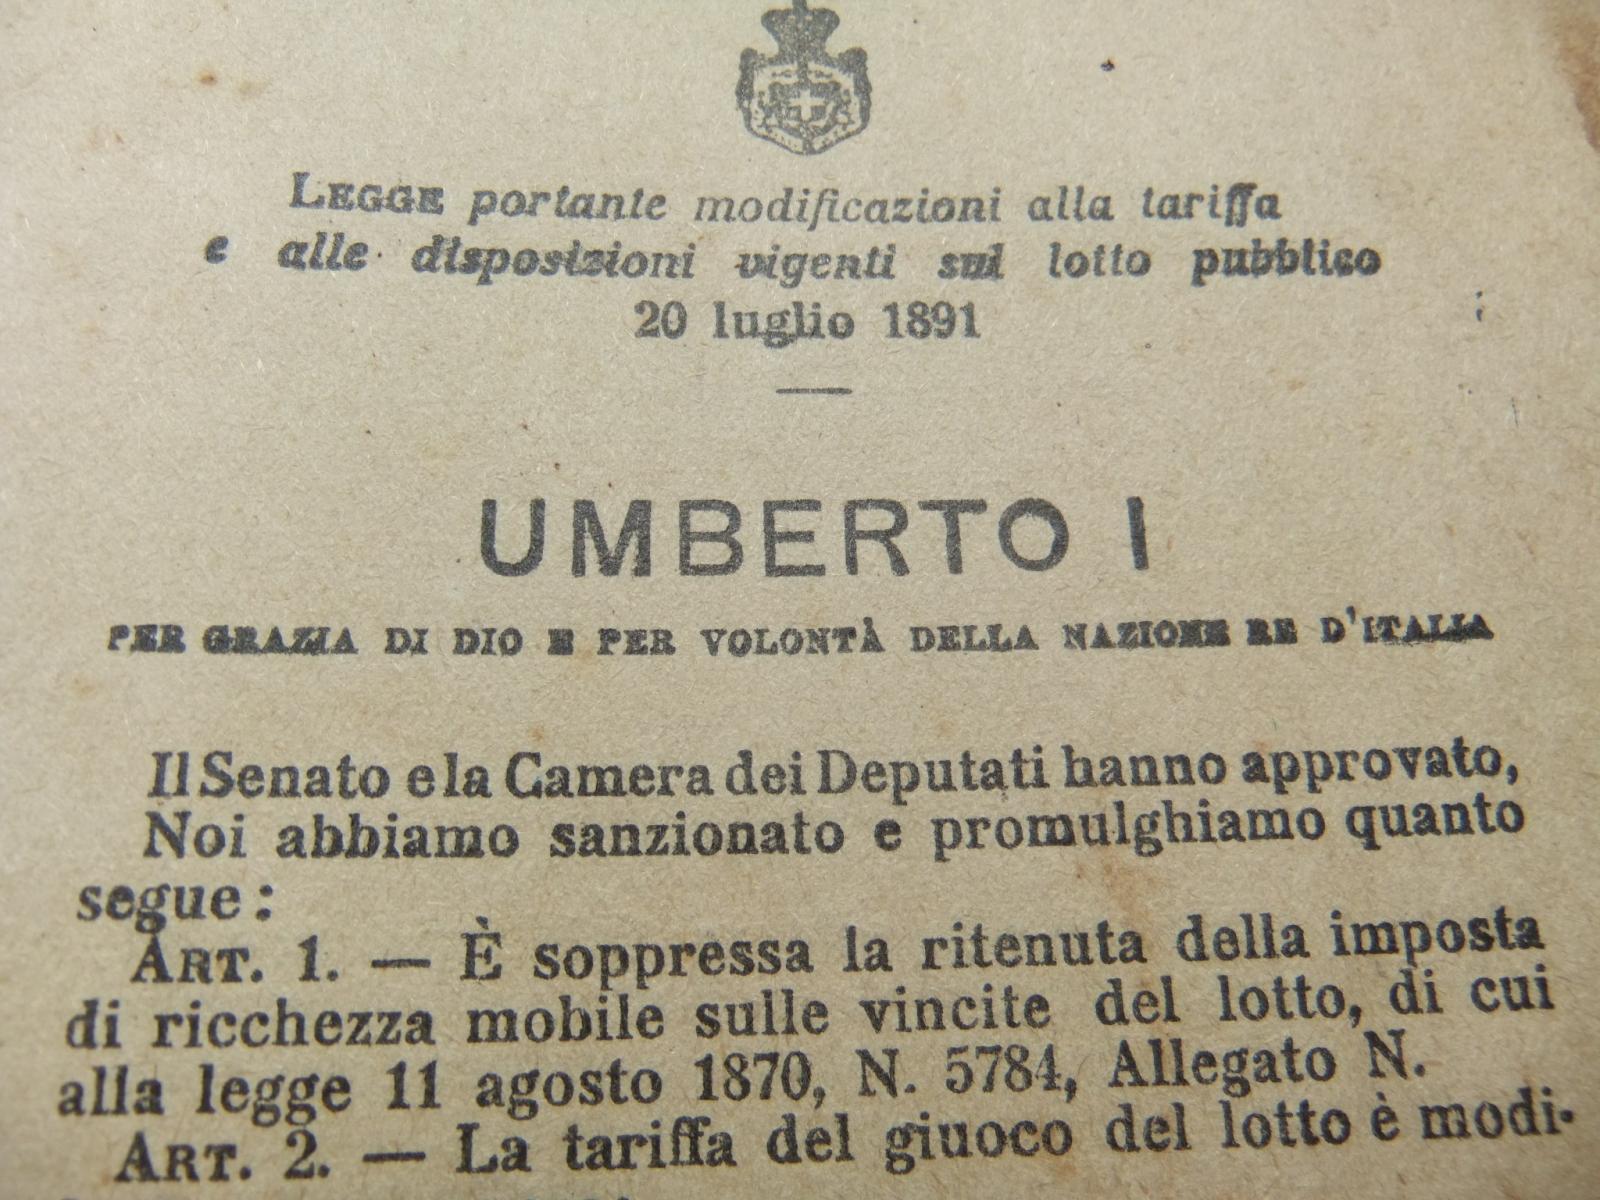 LEGGE portante modificazioni alla tariffa
e alle disposizioni vigenti sul lotto pubblico
20 luglio 1891
UMBERTO I
PER GRAZIA DI DIO E PER VOLONTÀ DELLA NAZIONE RE D'ITALIA
Il Senato e la Camera dei Deputati hanno approvato,
Noi abbiamo sanzionato e promulghiamo quanto
segue:
ART. 1. — È soppressa la ritenuta della imposta
di ricchezza mobile sulle vincite del lotto, di cui
alla legge 11 agosto 1870, N. 5784, Allegato N.
ART. 2. — La tariffa del giuoco del lotto è modi-